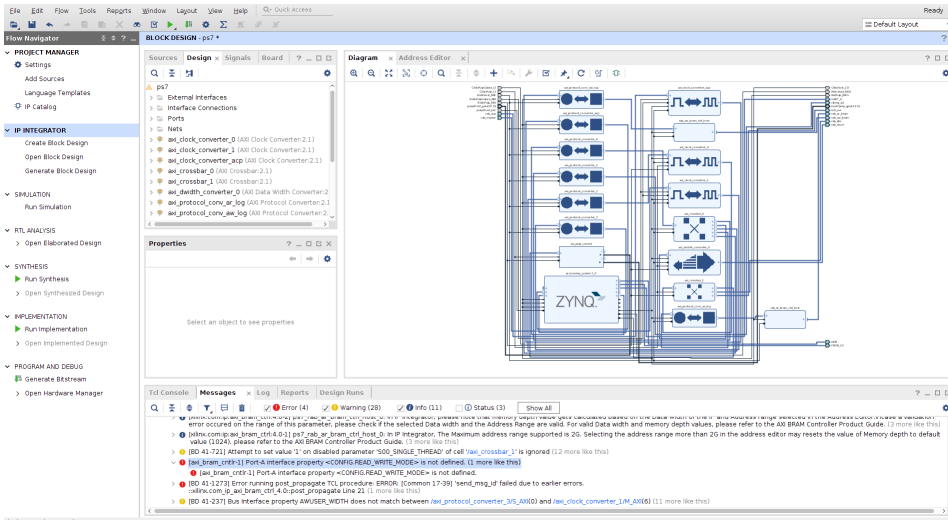 File Edit Flow Tools Reports Window Layout View Help Quick Access Ready
Default Layout
Flow Navigator
BLOCK DESIGN - ps7 *
PROJECT MANAGER
Settings
Add Sources
Language Templates
IP Catalog
IP INTEGRATOR
Create Block Design
Open Block Design
Generate Block Design
SIMULATION
Run Simulation
RTL ANALYSIS
Open Elaborated Design
SYNTHESIS
Run Synthesis
Open Synthesized Design
IMPLEMENTATION
Run Implementation
Open Implemented Design
PROGRAM AND DEBUG
Generate Bitstream
Open Hardware Manager
Sources Design Signals Board
ps7
External Interfaces
Interface Connections
Ports
Nets
axi_clock_converter_0 (AXI Clock Converter:2.1)
axi_clock_converter_1 (AXI Clock Converter:2.1)
axi_clock_converter_acp (AXI Clock Converter:2.1)
axi_crossbar_0 (AXI Crossbar:2.1)
axi_crossbar_1 (AXI Crossbar:2.1)
axi_dwidth_converter_0 (AXI Data Width Converter:2
axi_protocol_conv_ar_log (AXI Protocol Converter:2.1
axi_protocol_conv_aw_log (AXI Protocol Converter:2.
Properties
Select an object to see properties
Diagram Address Editor
ZYNQ
Tcl Console Messages Log Reports Design Runs
Error (4) Warning (28) Info (11) Status (3) Show All
error occured on the range of this parameter, please check if the selected Data width and the Address Range are valid. For valid Data width and memory depth values, please refer to the AXI BRAM Controller Product Guide. (3 more like this)
[xilinx.com:ip:axi_bram_ctrl:4.0-1] ps7_rab_ar_bram_ctrl_host_0: In IP Integrator, The Maximum address range supported is 2G. Selecting the address range more than 2G in the address editor may resets the value of Memory depth to default
value (1024). please refer to the AXI BRAM Controller Product Guide. (3 more like this)
[BD 41-721] Attempt to set value '1' on disabled parameter 'S00_SINGLE_THREAD' of cell '/axi_crossbar_1' is ignored (12 more like this)
[axi_bram_cntlr-1] Port-A interface property <CONFIG.READ_WRITE_MODE> is not defined. (1 more like this)
[axi_bram_cntlr-1] Port-A interface property <CONFIG.READ_WRITE_MODE> is not defined.
[BD 41-1273] Error running post_propagate TCL procedure: ERROR: [Common 17-39] 'send_msg_id' failed due to earlier errors.
::xilinx.com_ip_axi_bram_ctrl_4.0::post_propagate Line 21 (1 more like this)
[BD 41-237] Bus Interface property AWUSER_WIDTH does not match between /axi_protocol_converter_3/S_AXI(0) and /axi_clock_converter_1/M_AXI(6) (11 more like this)